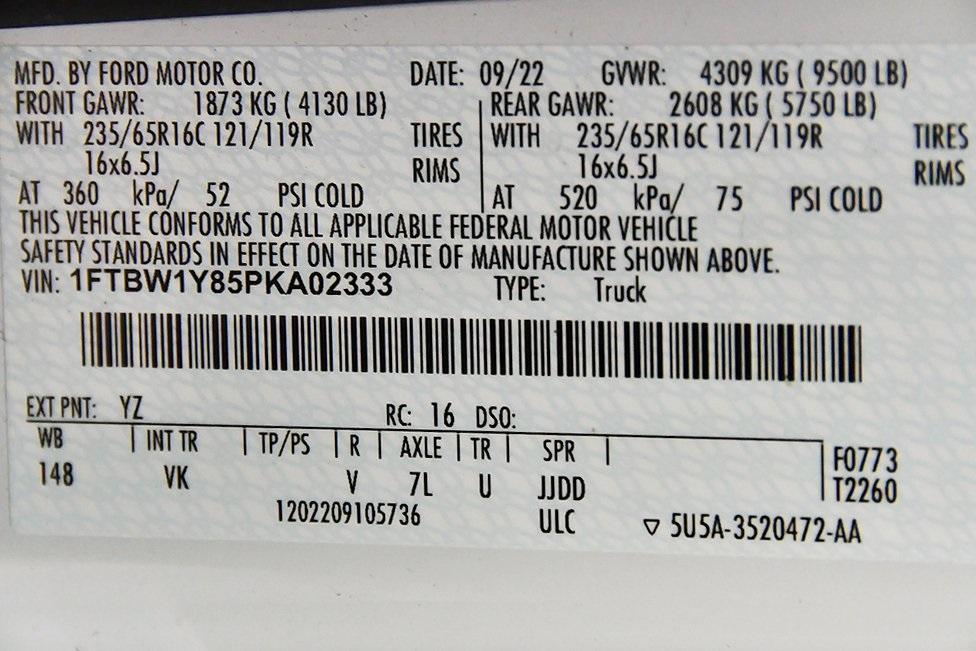 MFD. BY FORD MOTOR CO. DATE: 09/22 GVWR: 4309 KG ( 9500 LB)
FRONT GAWR: 1873 KG ( 4130 LB) REAR GAWR: 2608 KG ( 5750 LB)
WITH 235/65R16C 121/119R TIRES WITH 235/65R16C 121/119R TIRES
16x6.5J RIMS 16x6.5J RIMS
AT 360 kPa/ 52 PSI COLD AT 520 kPa/ 75 PSI COLD
THIS VEHICLE CONFORMS TO ALL APPLICABLE FEDERAL MOTOR VEHICLE
SAFETY STANDARDS IN EFFECT ON THE DATE OF MANUFACTURE SHOWN ABOVE.
VIN: 1FTBW1Y85PKA02333 TYPE: Truck
EXT PNT: YZ RC: 16 DSO:
WB INT TR TP/PS R AXLE TR SPR F0773
148 VK V 7L U JJDD T2260
1202209105736 ULC ▽ 5U5A-3520472-AA